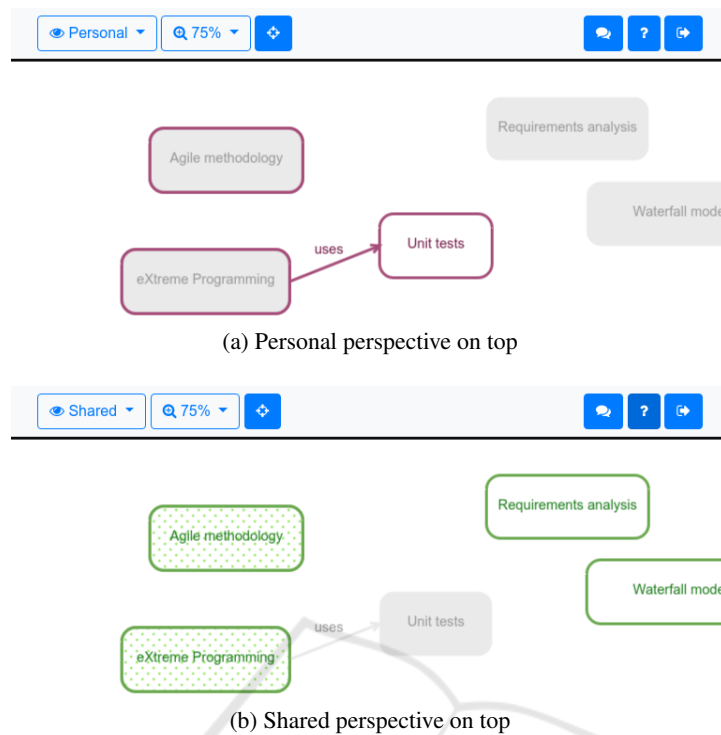 Personal 75% ?
Requirements analysis
Agile methodology
Waterfall mode
uses Unit tests
eXtreme Programming
(a) Personal perspective on top
Shared 75% ?
Requirements analysis
Agile methodology
Waterfall mode
uses Unit tests
eXtreme Programming
(b) Shared perspective on top